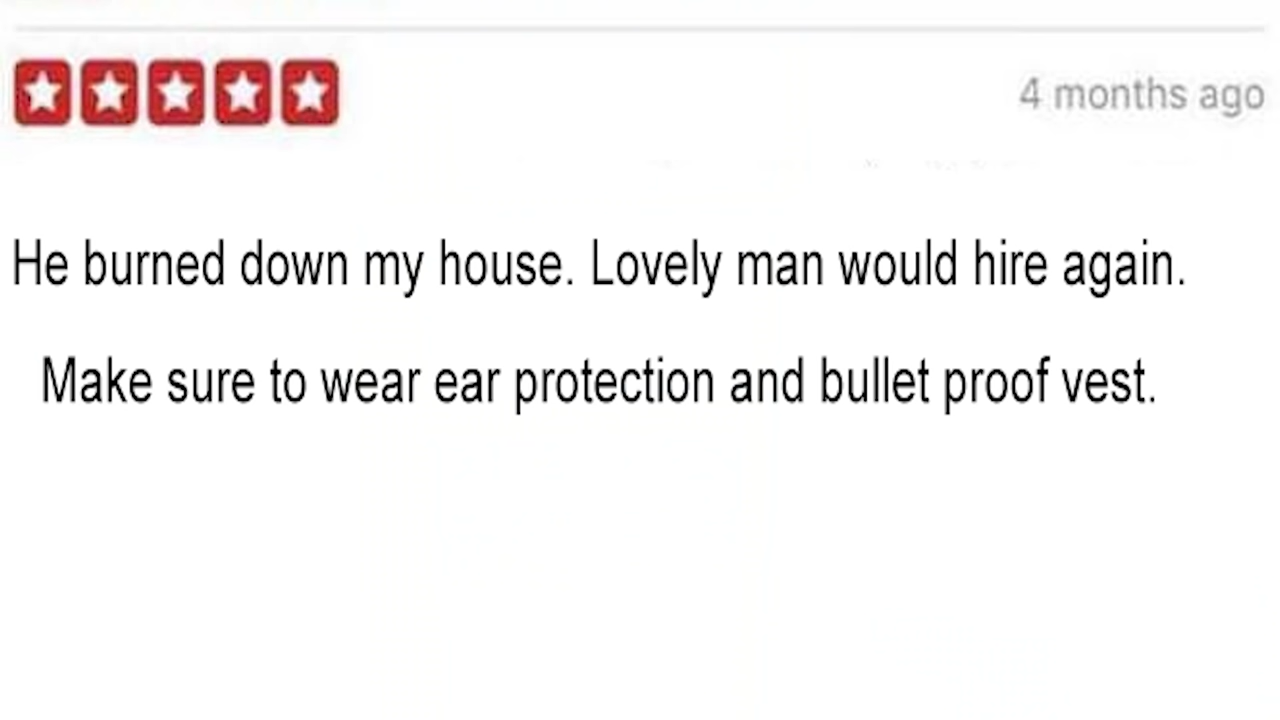 4 months ago
He burned down my house. Lovely man would hire again.
Make sure to wear ear protection and bullet proof vest.